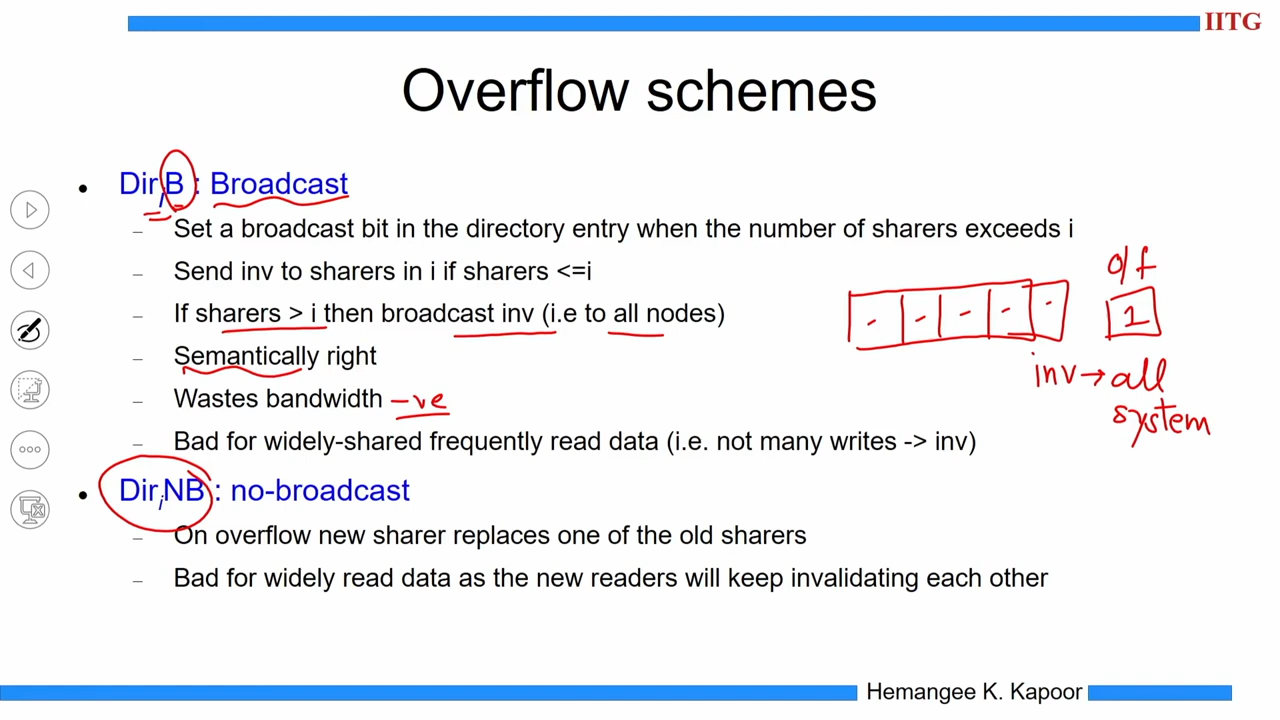 IITG
Overflow schemes
• Dir_iB : Broadcast
– Set a broadcast bit in the directory entry when the number of sharers exceeds i
– Send inv to sharers in i if sharers <=i
– If sharers > i then broadcast inv (i.e to all nodes)
– Semantically right
– Wastes bandwidth -ve
– Bad for widely-shared frequently read data (i.e. not many writes -> inv)
o/f
- - - - - 1
inv → all
system
• Dir_iNB : no-broadcast
– On overflow new sharer replaces one of the old sharers
– Bad for widely read data as the new readers will keep invalidating each other
Hemangee K. Kapoor